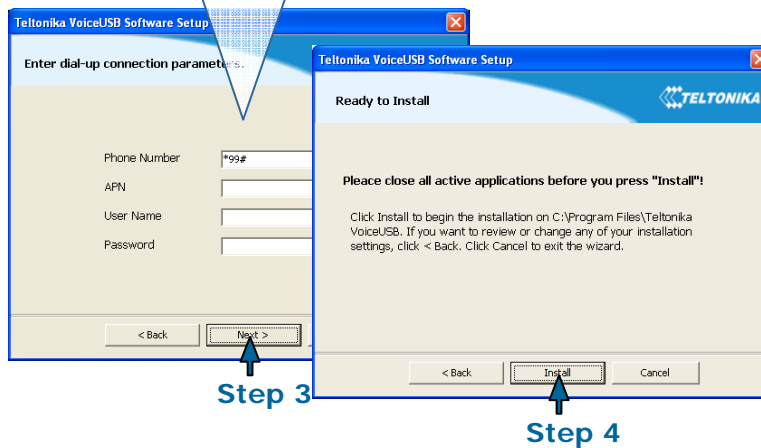 Teltonika VoiceUSB Software Setup
Enter dial-up connection parameters.
Phone Number
*99#
APN
User Name
Password
< Back
Next >
Step 3
Teltonika VoiceUSB Software Setup
Ready to Install
TELTONIKA
Pleace close all active applications before you press "Install"!
Click Install to begin the installation on C:\Program Files\Teltonika
VoiceUSB. If you want to review or change any of your installation
settings, click < Back. Click Cancel to exit the wizard.
< Back
Install
Cancel
Step 4